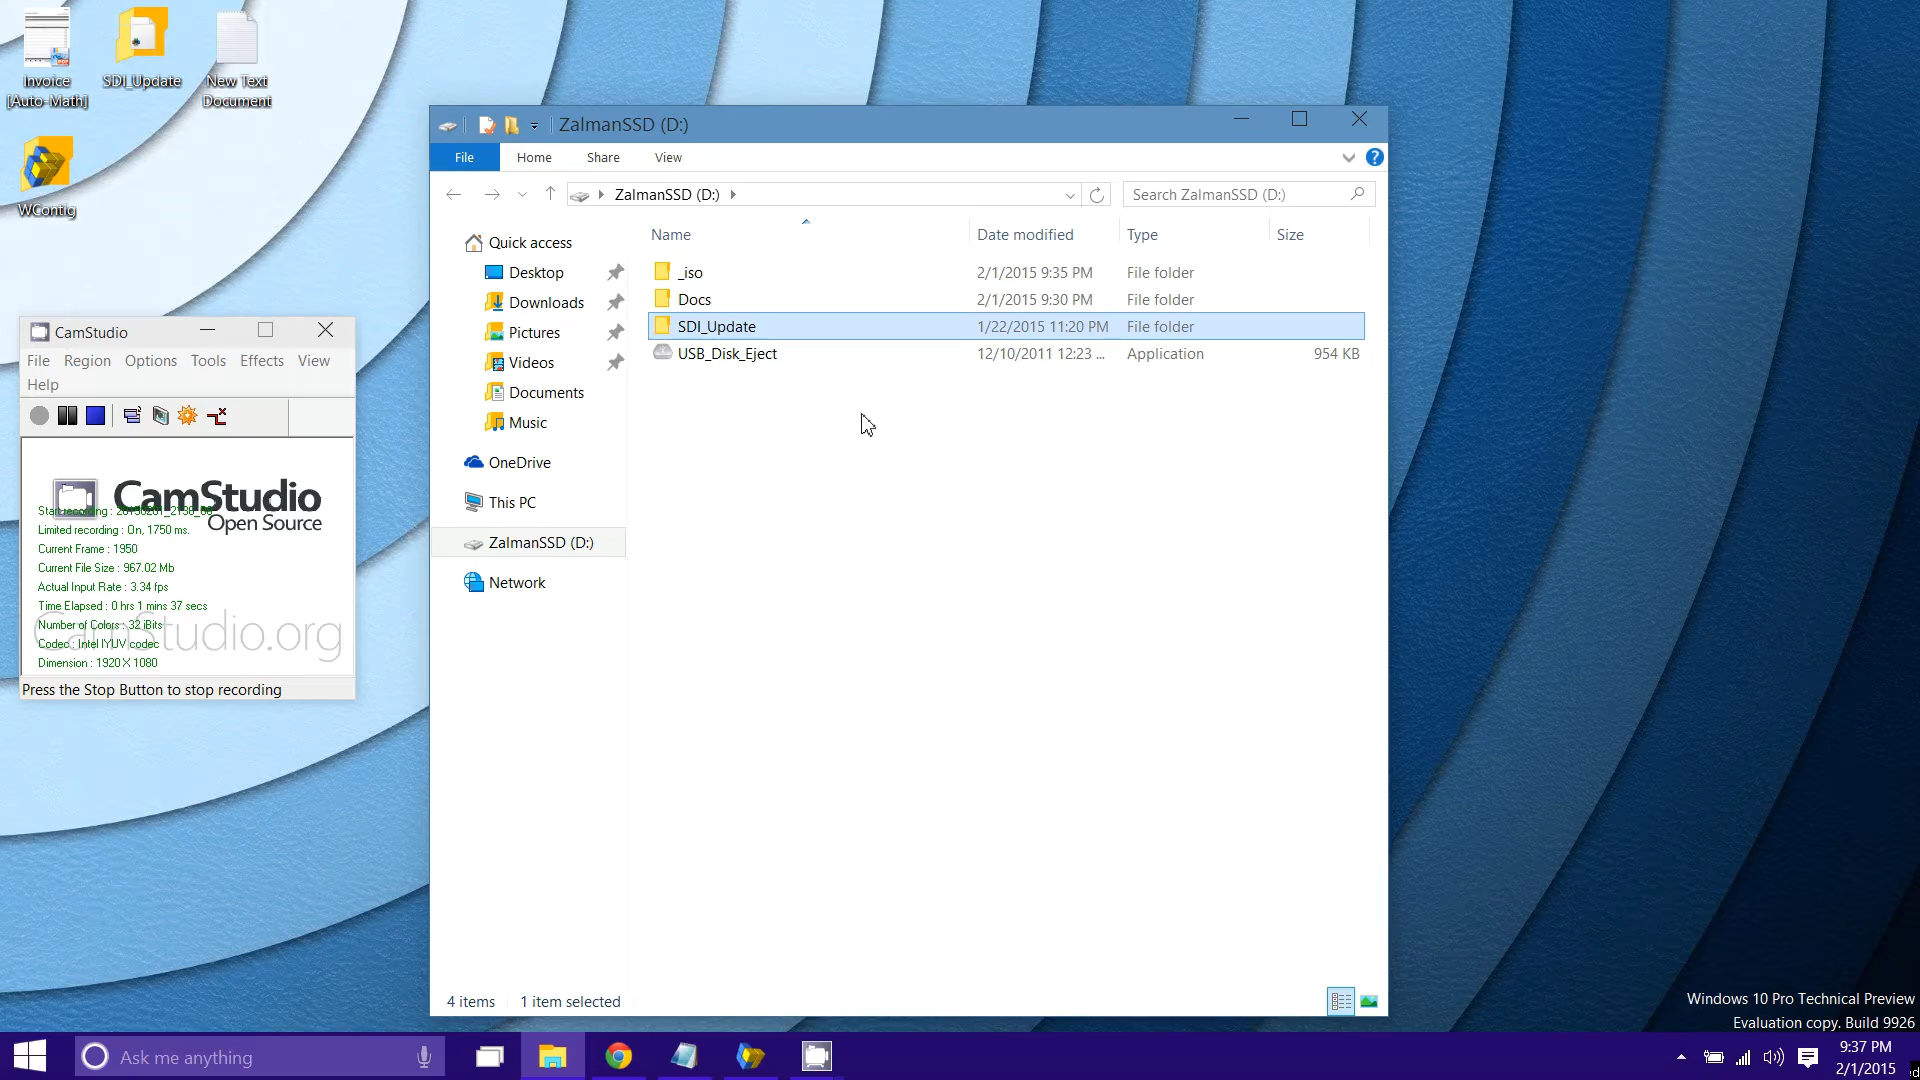 Invoice
[Auto-Math]
SDI_Update
New Text
Document
WContig
CamStudio
File Region Options Tools Effects View
Help
CamStudio
Open Source
Limited recording : On, 1750 ms.
Current Frame : 1950
Current File Size : 967.02 Mb
Actual Input Rate : 3.34 fps
Time Elapsed : 0 hrs 1 mins 37 secs
Number of Colors : 32 iBits
CamStudio.org
Codec : Intel IYUV codec
Dimension : 1920 X 1080
Press the Stop Button to stop recording
ZalmanSSD (D:)
File Home Share View
ZalmanSSD (D:)
Search ZalmanSSD (D:)
Name Date modified Type Size
Quick access
Desktop
Downloads
Pictures
Videos
Documents
Music
OneDrive
This PC
ZalmanSSD (D:)
Network
_iso 2/1/2015 9:35 PM File folder
Docs 2/1/2015 9:30 PM File folder
SDI_Update 1/22/2015 11:20 PM File folder
USB_Disk_Eject 12/10/2011 12:23 ... Application 954 KB
4 items 1 item selected
Windows 10 Pro Technical Preview
Evaluation copy. Build 9926
Ask me anything
9:37 PM
2/1/2015